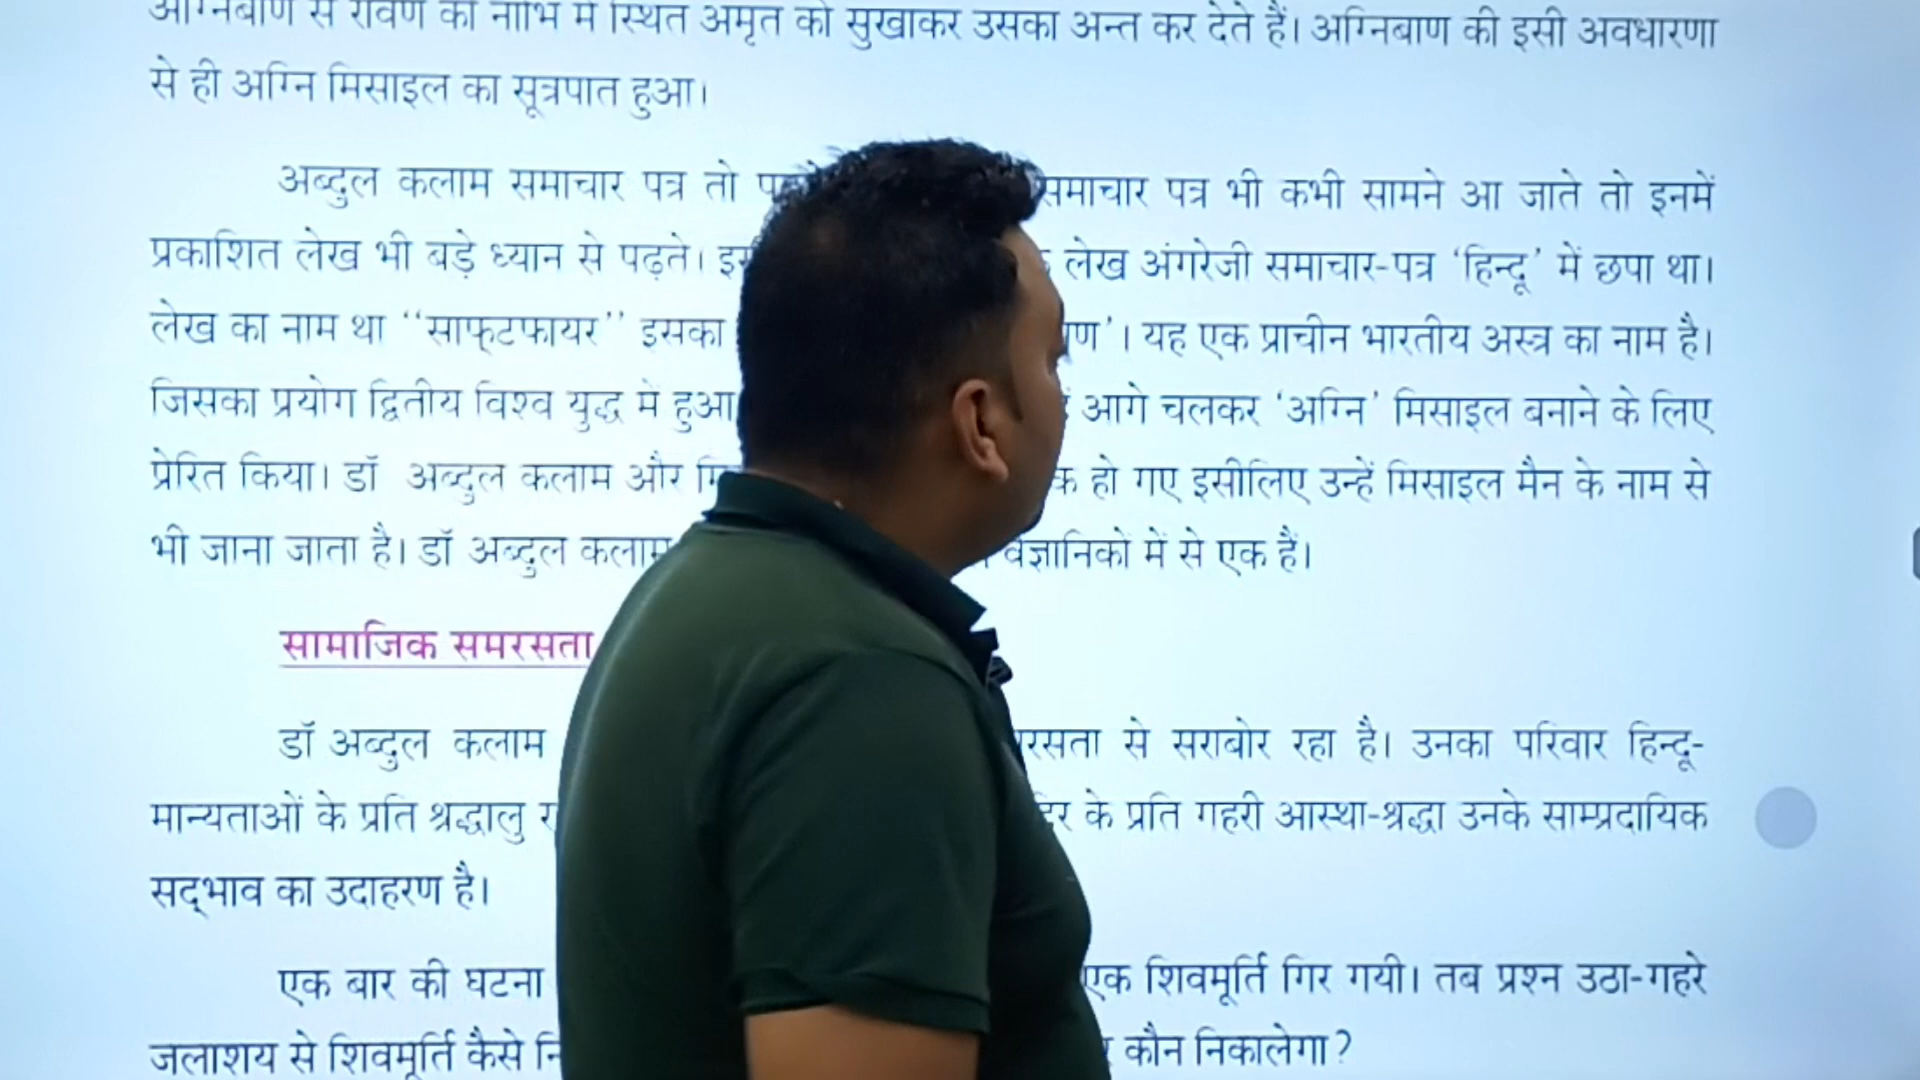 अग्निबाण से रावण की नाभि में स्थित अमृत को सुखाकर उसका अन्त कर देते हैं। अग्निबाण की इसी अवधारणा
से ही अग्नि मिसाइल का सूत्रपात हुआ।
अब्दुल कलाम समाचार पत्र तो समाचार पत्र भी कभी सामने आ जाते तो इनमें
प्रकाशित लेख भी बड़े ध्यान से पढ़ते। लेख अंगरेजी समाचार-पत्र ‘हिन्दू’ में छपा था।
लेख का नाम था ‘‘साफ्टफायर’’ इसका यह एक प्राचीन भारतीय अस्त्र का नाम है।
जिसका प्रयोग द्वितीय विश्व युद्ध में हुआ आगे चलकर ‘अग्नि’ मिसाइल बनाने के लिए
प्रेरित किया। डॉ अब्दुल कलाम और हो गए इसीलिए उन्हें मिसाइल मैन के नाम से
भी जाना जाता है। डॉ अब्दुल कलाम वैज्ञानिकों में से एक हैं।
सामाजिक समरसता
डॉ अब्दुल कलाम से सराबोर रहा है। उनका परिवार हिन्दू-
मान्यताओं के प्रति श्रद्धालु के प्रति गहरी आस्था-श्रद्धा उनके साम्प्रदायिक
सद्भाव का उदाहरण है।
एक बार की घटना एक शिवमूर्ति गिर गयी। तब प्रश्न उठा-गहरे
जलाशय से शिवमूर्ति कैसे कौन निकालेगा?